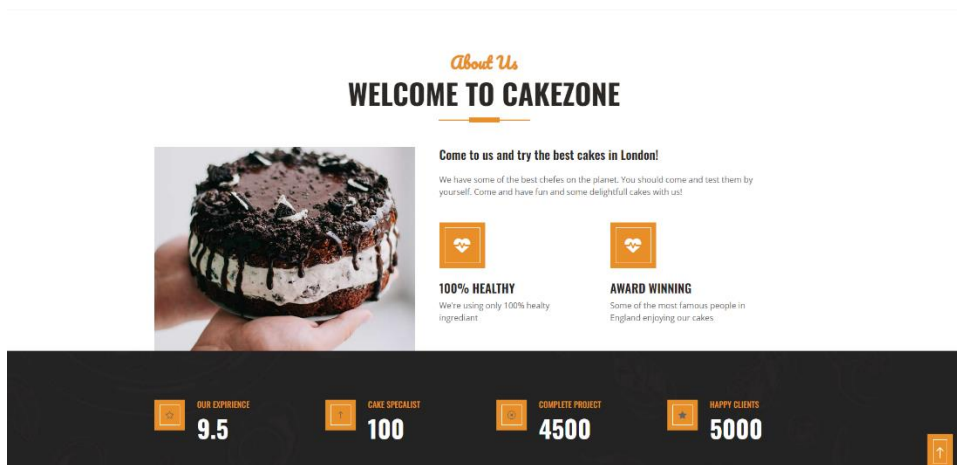 About Us
WELCOME TO CAKEZONE
Come to us and try the best cakes in London!
We have some of the best chefes on the planet. You should come and test them by
yourself. Come and have fun and some delightfull cakes with us!
100% HEALTHY
We're using only 100% healty
ingrediant
AWARD WINNING
Some of the most famous people in
England enjoying our cakes
OUR EXPIRIENCE
9.5
CAKE SPECALIST
100
COMPLETE PROJECT
4500
HAPPY CLIENTS
5000